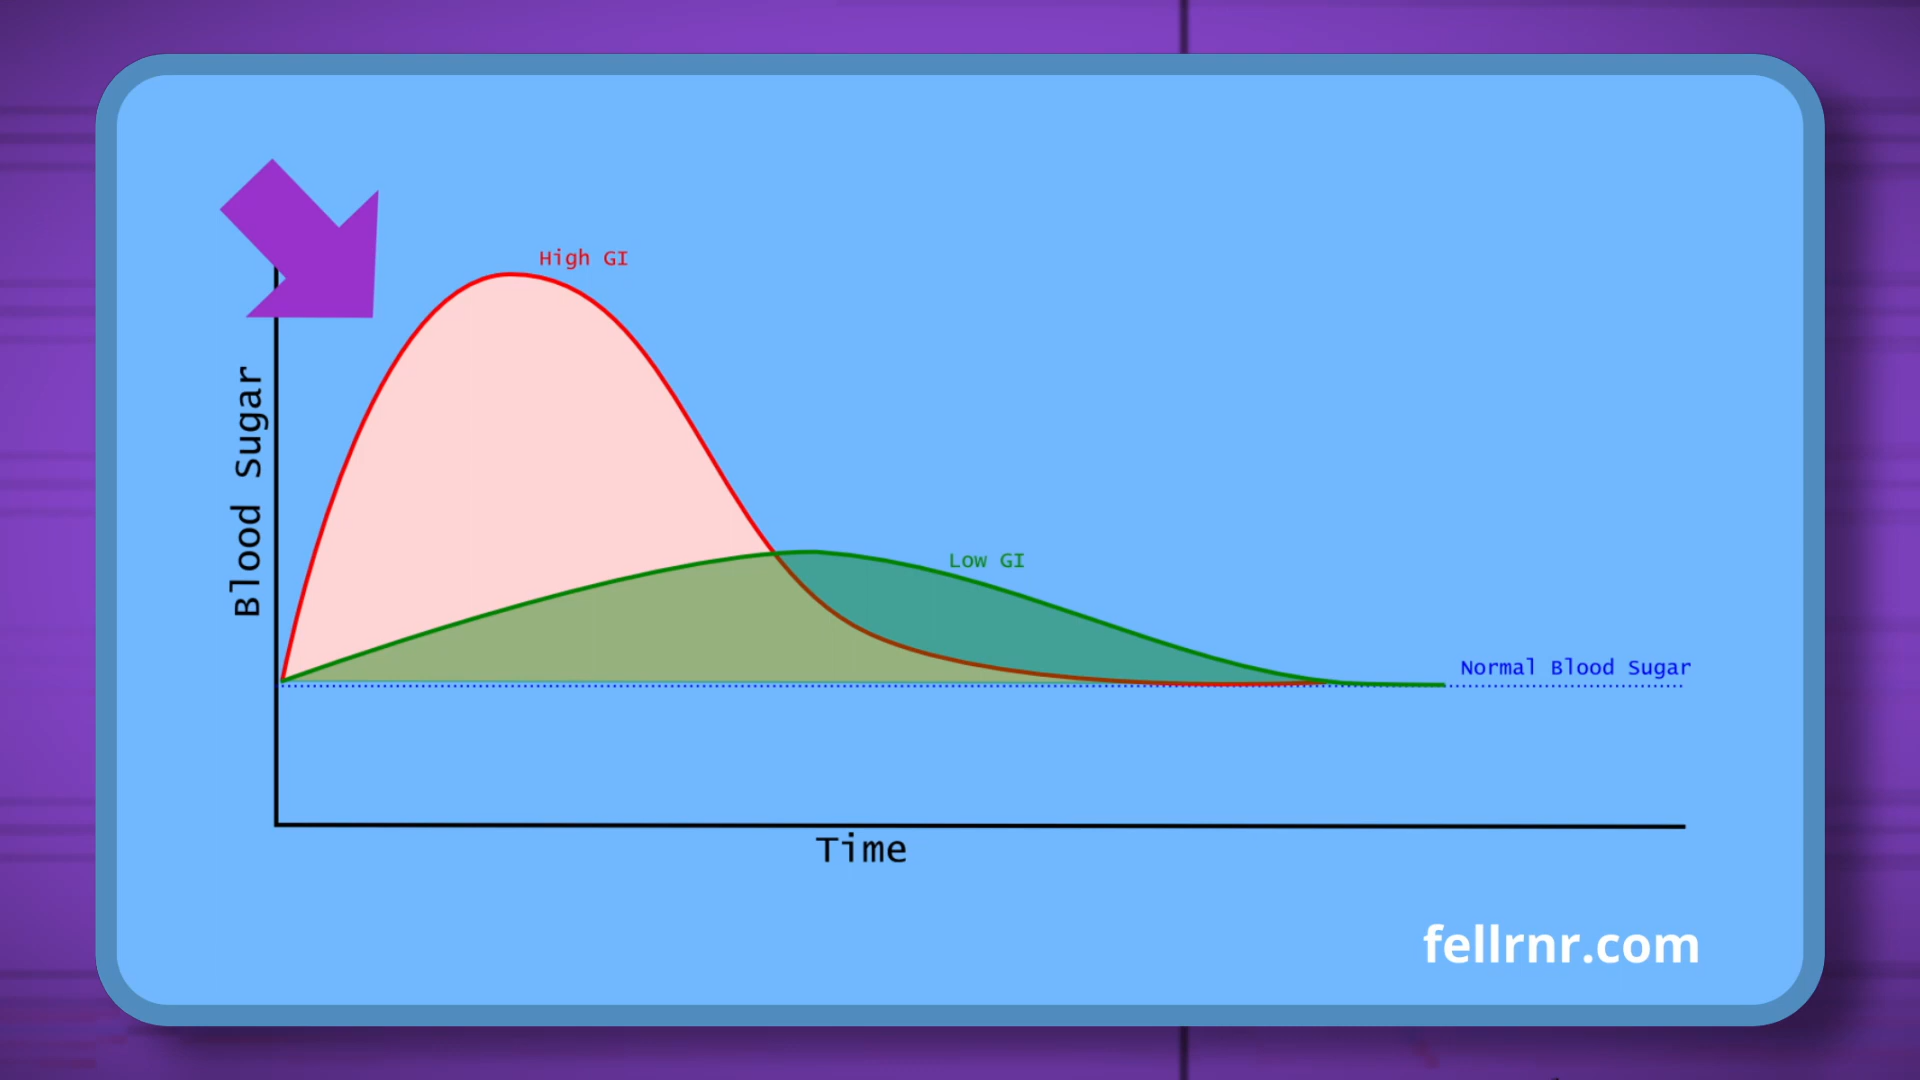 High GI
Blood Sugar
Low GI
Normal Blood Sugar
Time
fellrnr.com